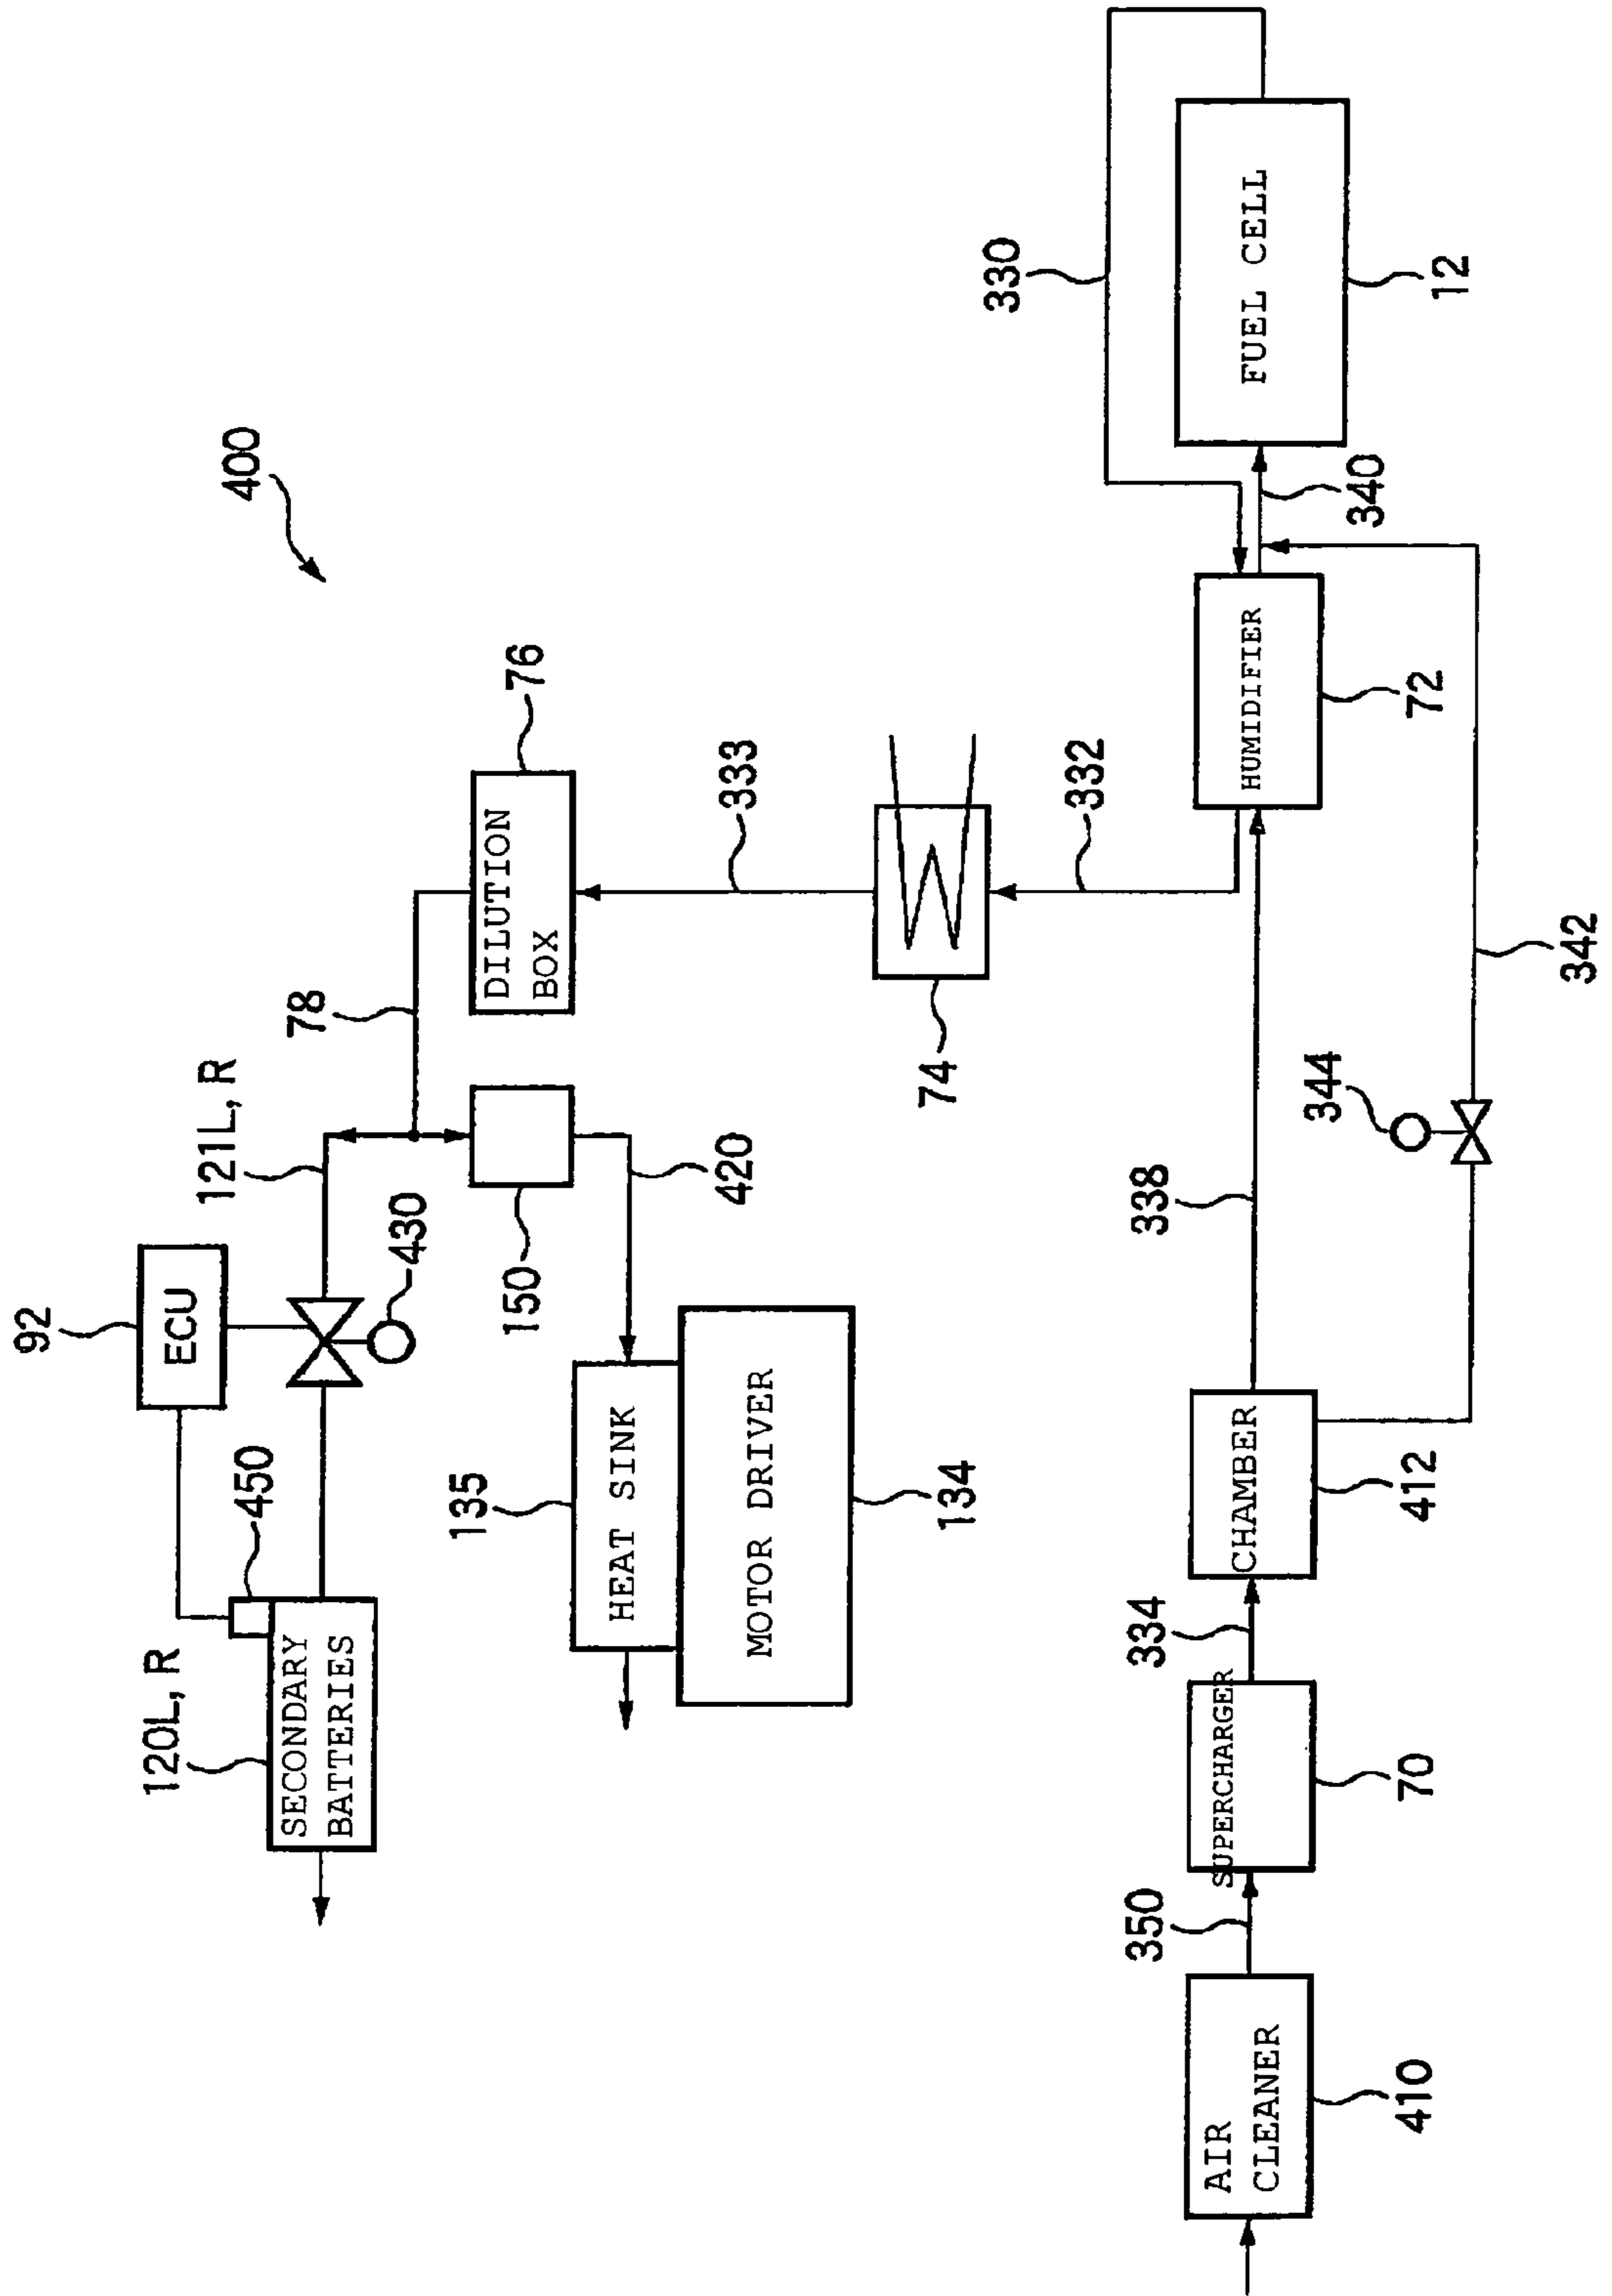 400
92
ECU
121L, R
78
76
DILUTION
BOX
120L, R
450
SECONDARY
BATTERIES
430
150
420
333
135
HEAT SINK
MOTOR DRIVER
134
74
332
330
FUEL CELL
12
340
HUMIDIFIER
72
338
344
342
CHAMBER
412
334
SUPERCHARGER
70
350
AIR
CLEANER
410